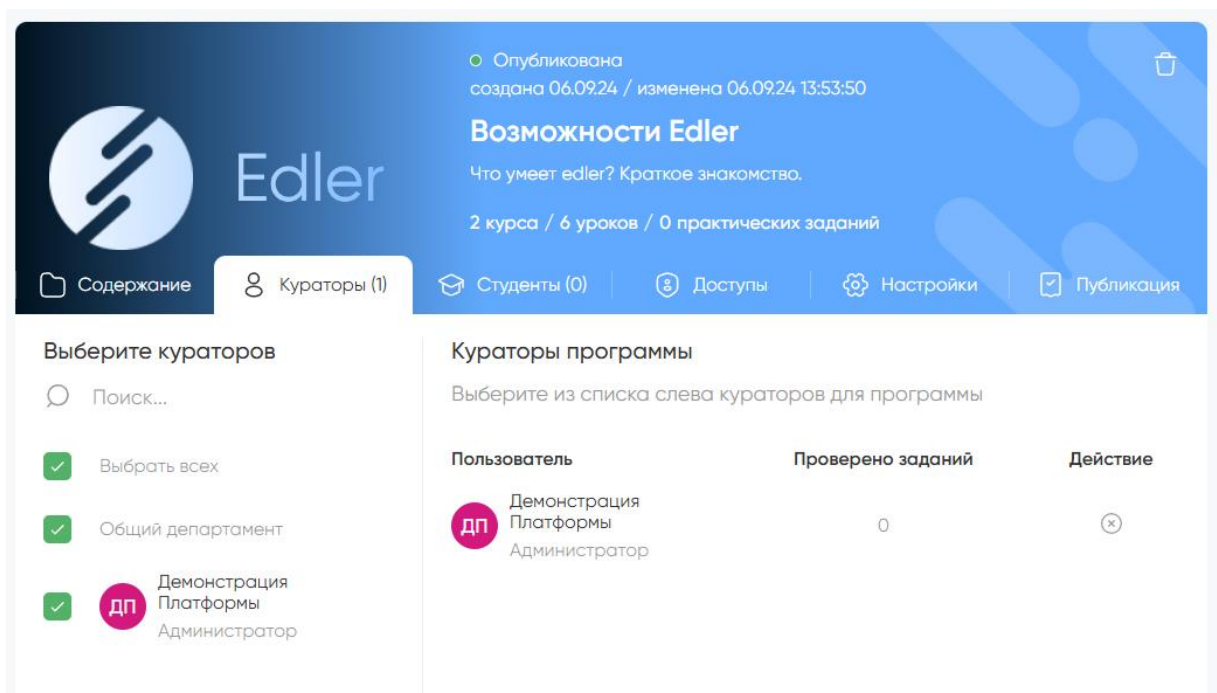 Опубликована
создана 06.09.24 / изменена 06.09.24 13:53:50
Возможности Edler
Что умеет edler? Краткое знакомство.
2 курса / 6 уроков / 0 практических заданий
Edler
Содержание
Кураторы (1)
Студенты (0)
Доступы
Настройки
Публикация
Выберите кураторов
Поиск...
Выбрать всех
Общий департамент
ДП
Демонстрация
Платформы
Администратор
Кураторы программы
Выберите из списка слева кураторов для программы
Пользователь Проверено заданий Действие
ДП
Демонстрация
Платформы
Администратор
0